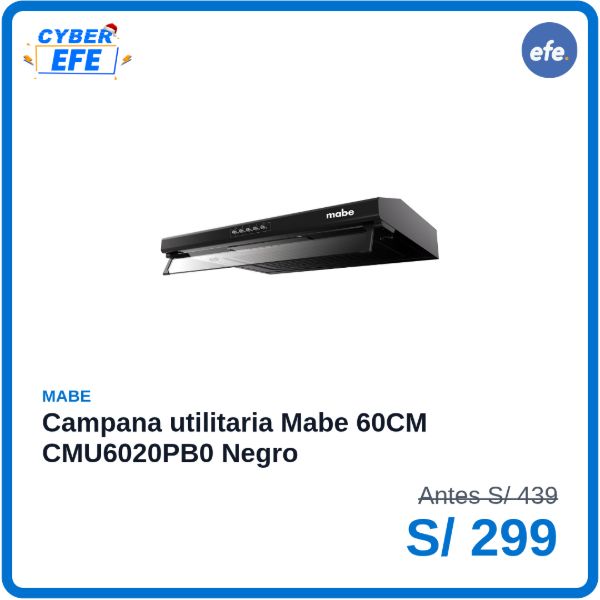 CYBER
EFE
efe.
mabe
MABE
Campana utilitaria Mabe 60CM
CMU6020PB0 Negro
Antes S/ 439
S/ 299